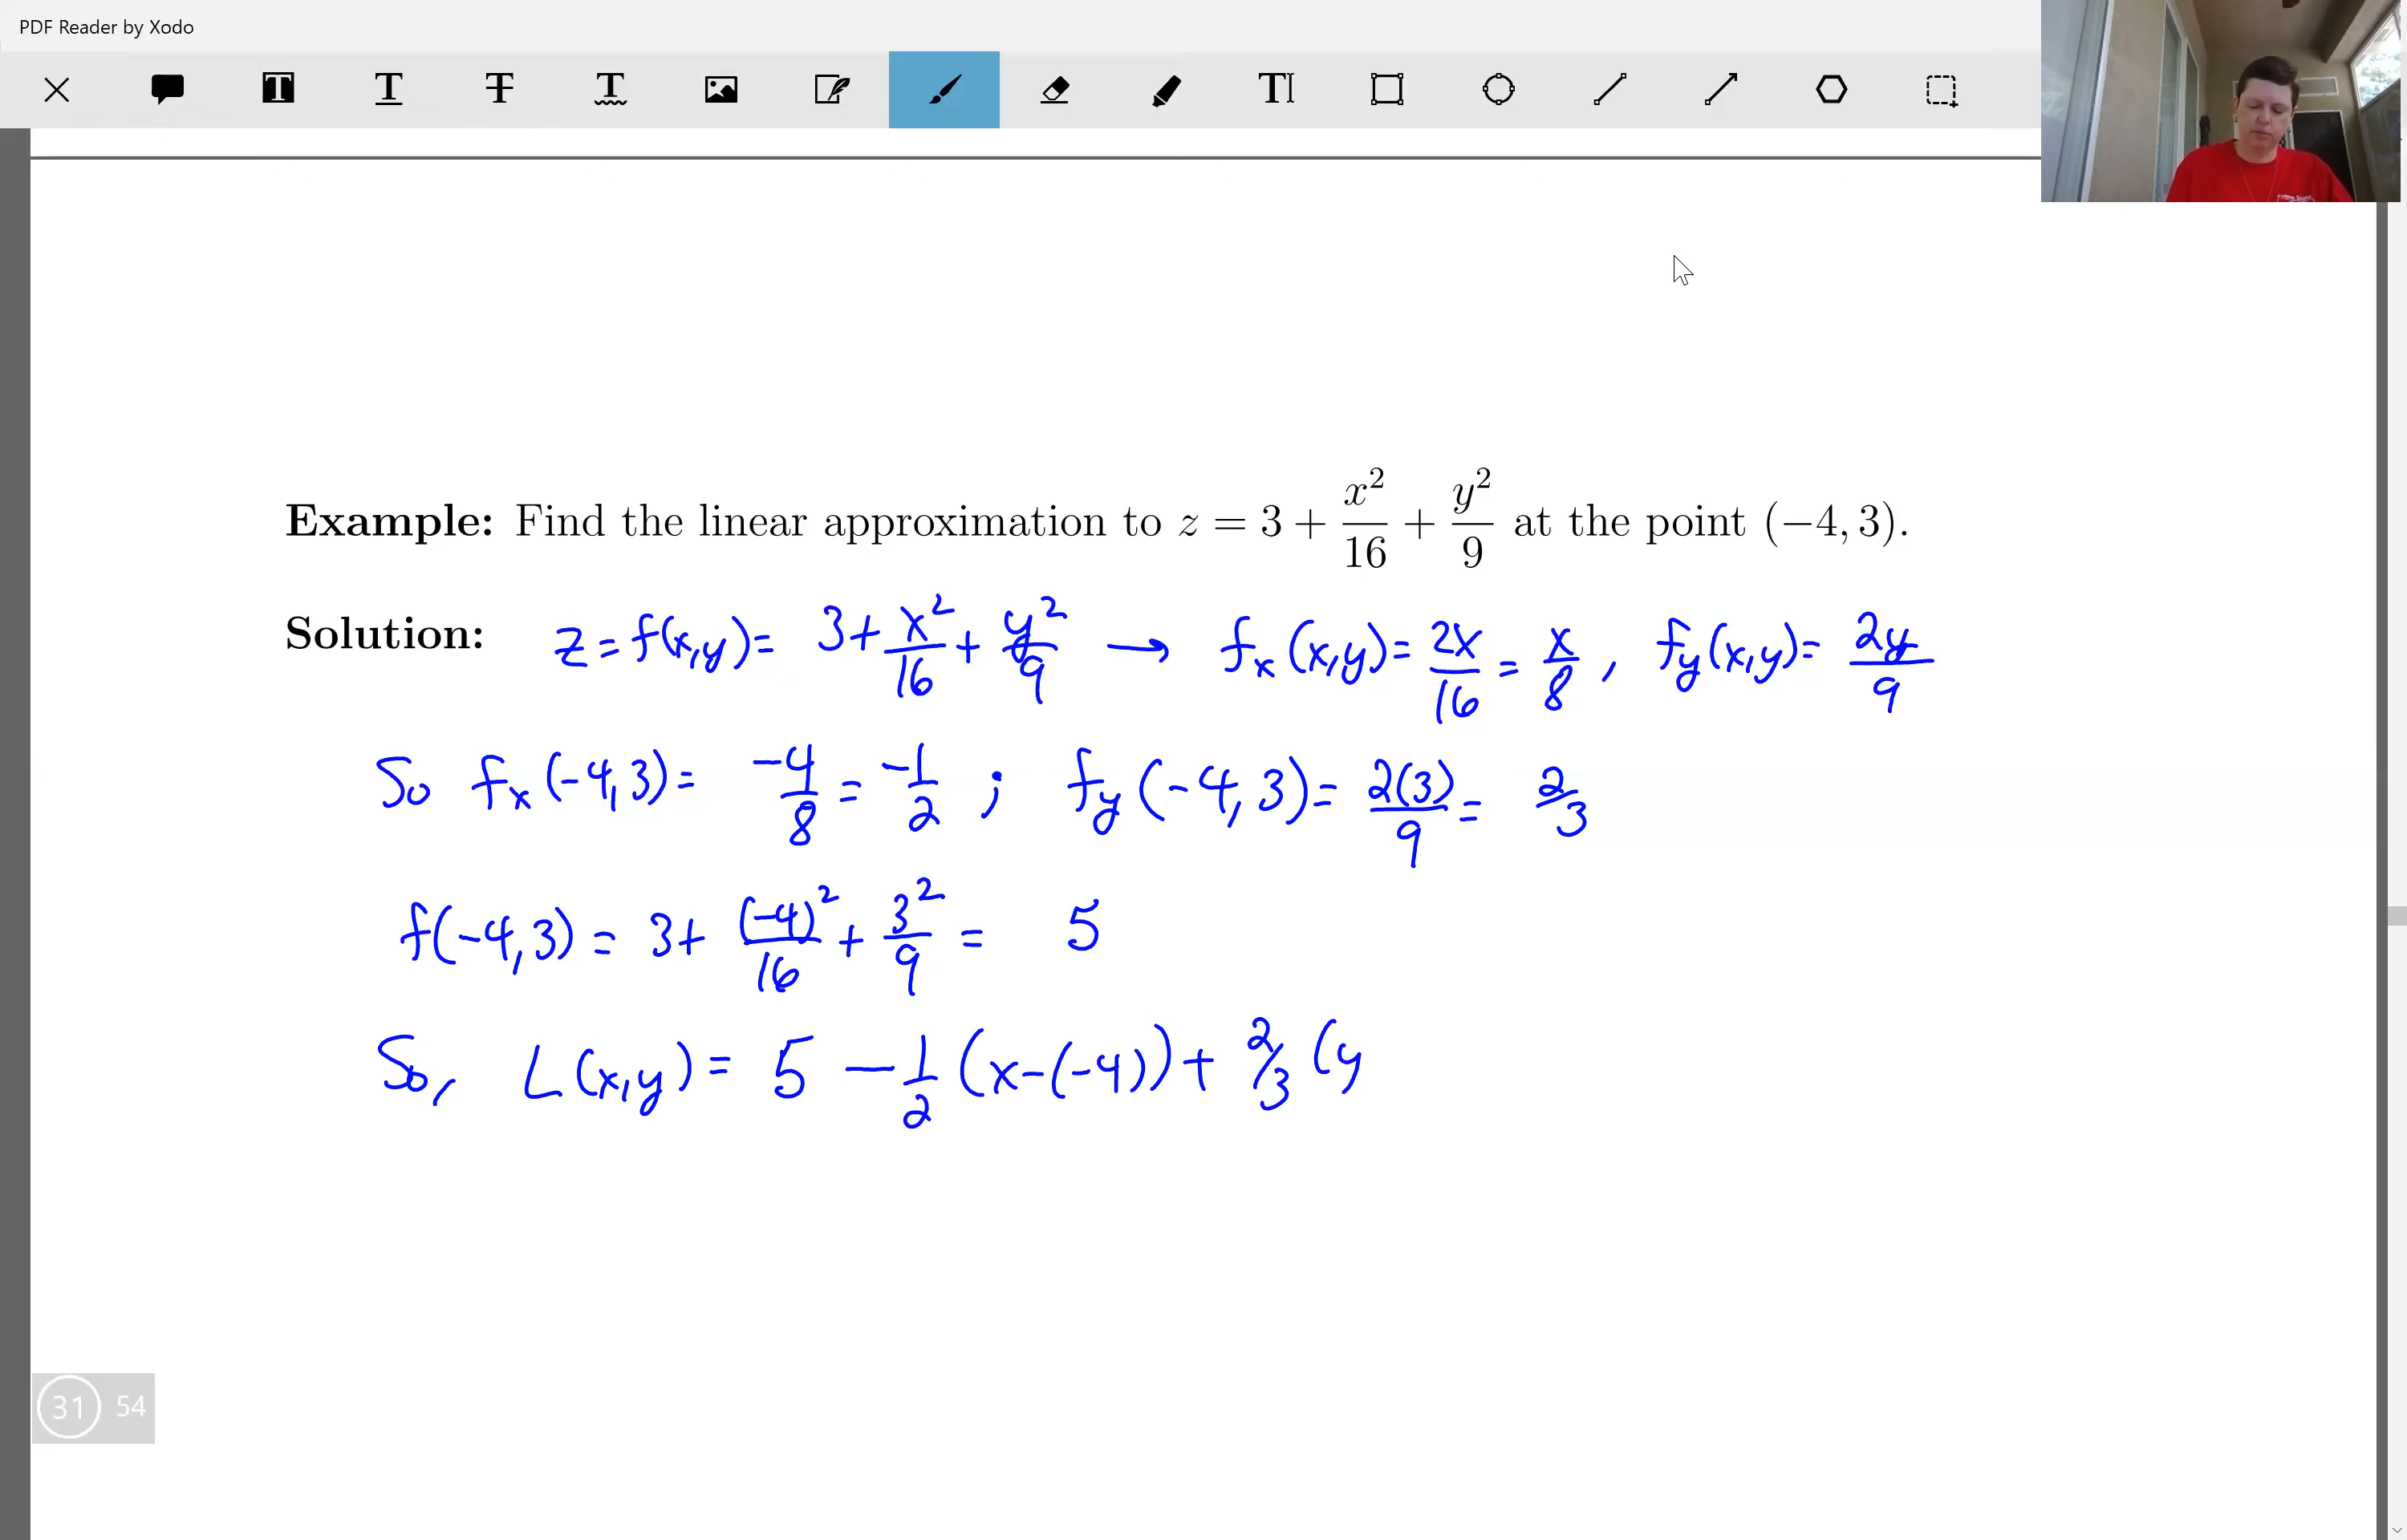 PDF Reader by Xodo
Example: Find the linear approximation to z = 3 + x²/16 + y²/9 at the point (−4, 3).
Solution: z = f(x,y) = 3 + x²/16 + y²/9 → fₓ(x,y) = 2x/16 = x/8 , f_y(x,y) = 2y/9
So fₓ(-4,3) = -4/8 = -1/2 ; f_y(-4,3) = 2(3)/9 = 2/3
f(-4,3) = 3 + (-4)²/16 + 3²/9 = 5
So, L(x,y) = 5 - 1/2 (x-(-4)) + 2/3 (y
31 54